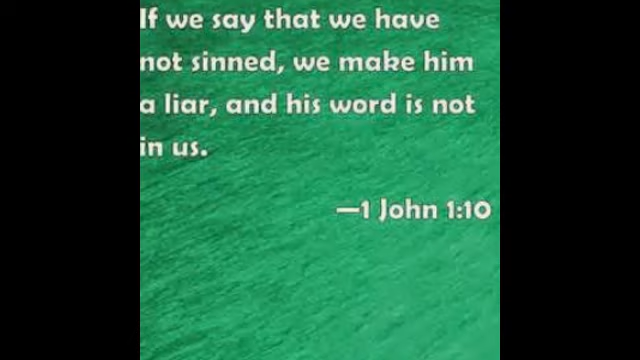 If we say that we have
not sinned, we make him
a liar, and his word is not
in us.
—1 John 1:10